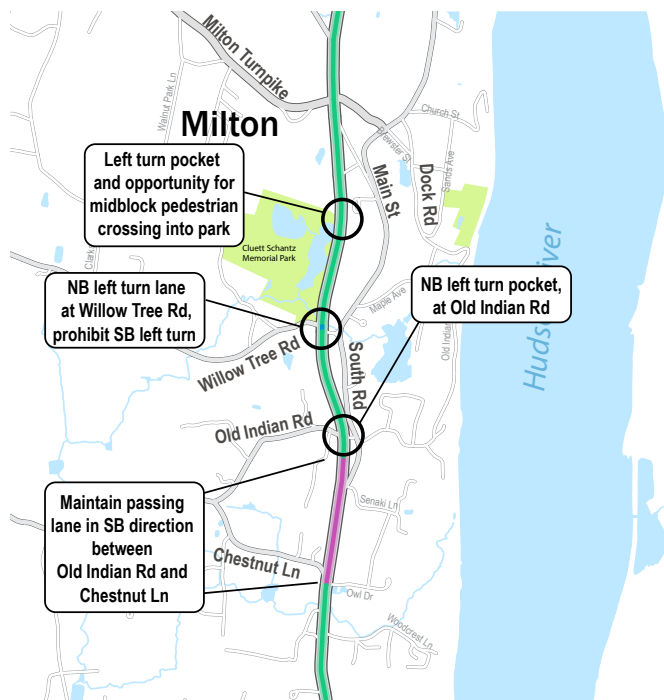 Milton Turnpike
Walnut Park Ln
Milton
Church St
Brewster St
Sands Ave
Left turn pocket
and opportunity for
midblock pedestrian
crossing into park
Main St
Dock Rd
Cluett Schantz
Memorial Park
Clark
NB left turn lane
at Willow Tree Rd,
prohibit SB left turn
NB left turn pocket,
at Old Indian Rd
Maple Ave
Hudson River
Willow Tree Rd
South Rd
Old Indian
Old Indian Rd
Maintain passing
lane in SB direction
between
Old Indian Rd and
Chestnut Ln
Senaki Ln
Chestnut Ln
Owl Dr
Woodcrest Ln